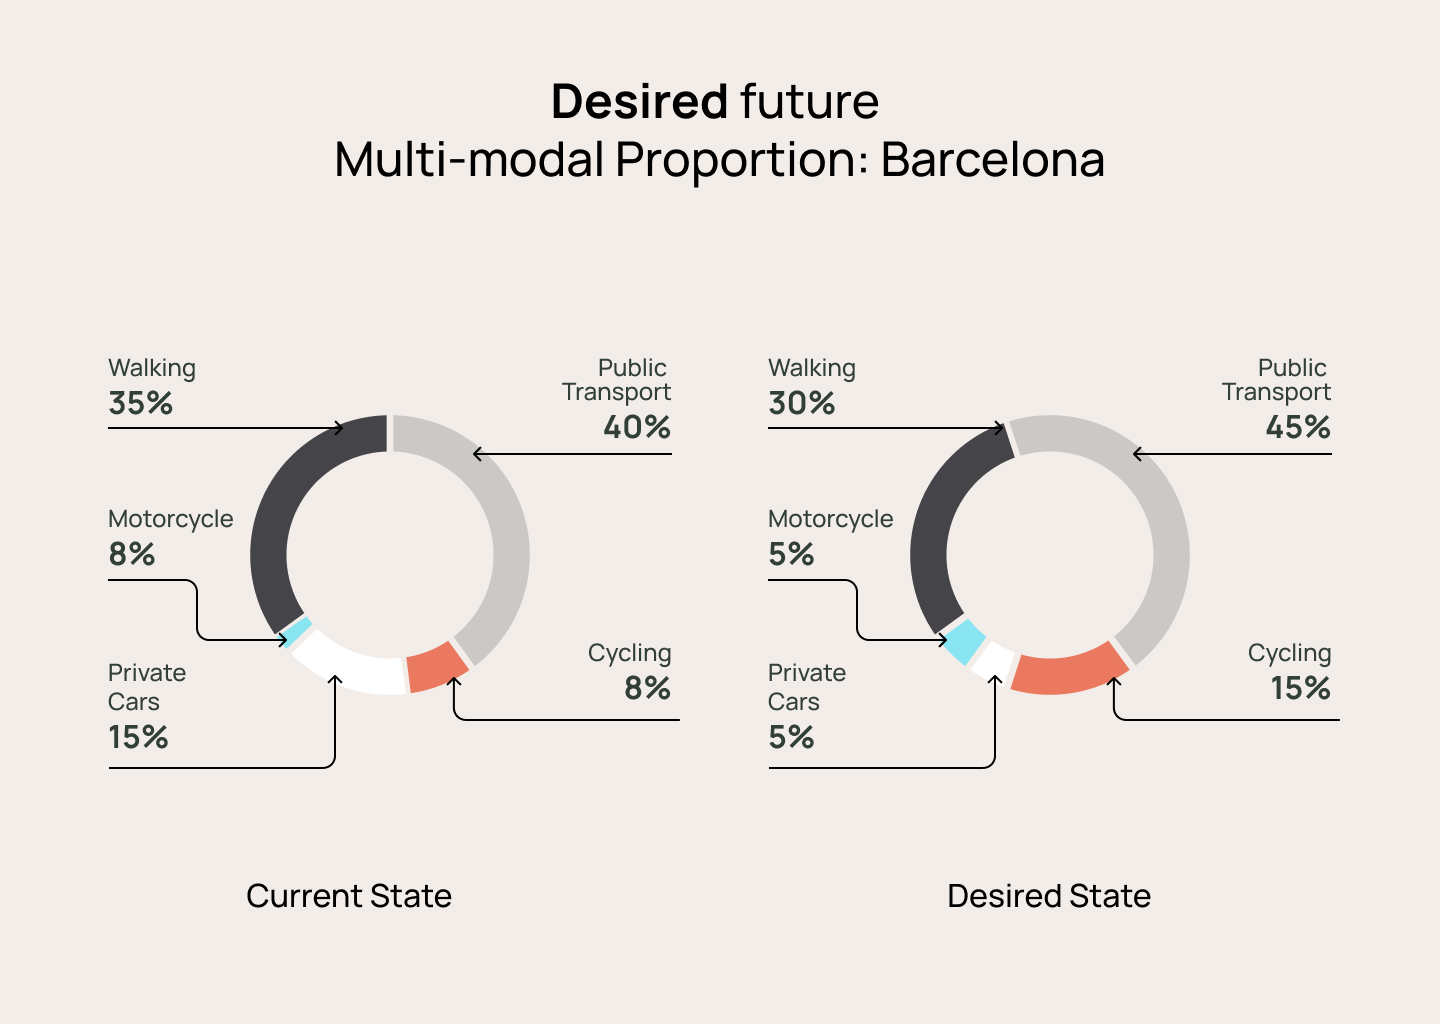 Desired future
Multi-modal Proportion: Barcelona
Walking
35%
Public
Transport
40%
Motorcycle
8%
Private
Cars
15%
Cycling
8%
Current State
Walking
30%
Public
Transport
45%
Motorcycle
5%
Private
Cars
5%
Cycling
15%
Desired State